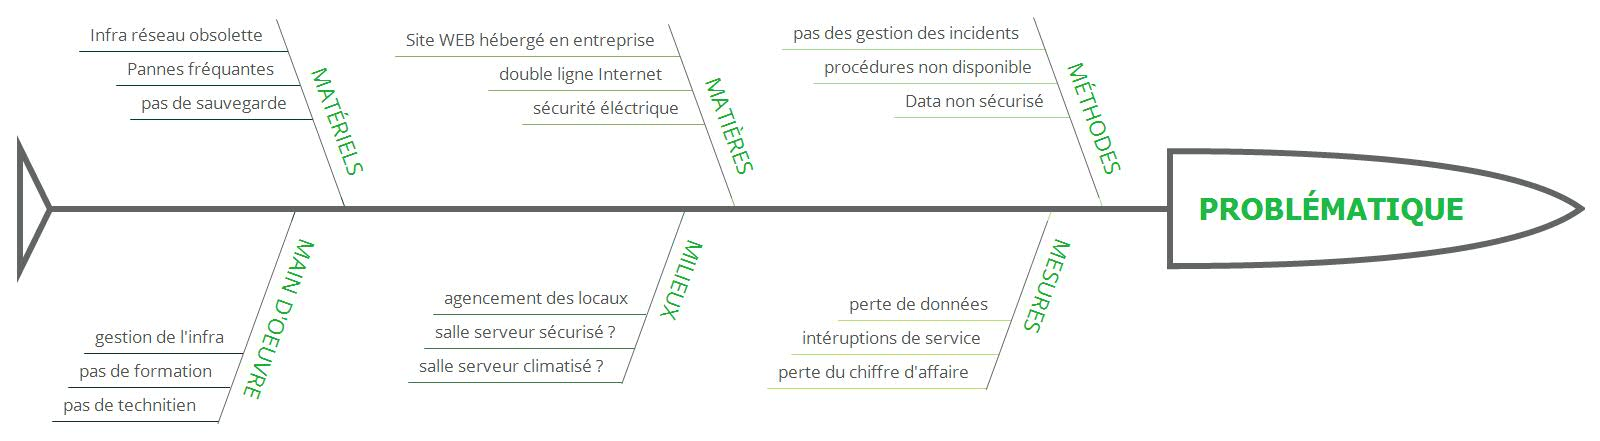 Infra réseau obsolette
Pannes fréquantes
pas de sauvegarde
MATÉRIELS
Site WEB hébergé en entreprise
double ligne Internet
sécurité éléctrique
MATIÈRES
pas des gestion des incidents
procédures non disponible
Data non sécurisé
MÉTHODES
PROBLÉMATIQUE
MAIN D'OEUVRE
gestion de l'infra
pas de formation
pas de technitien
MILIEUX
agencement des locaux
salle serveur sécurisé ?
salle serveur climatisé ?
MESURES
perte de données
intéruptions de service
perte du chiffre d'affaire